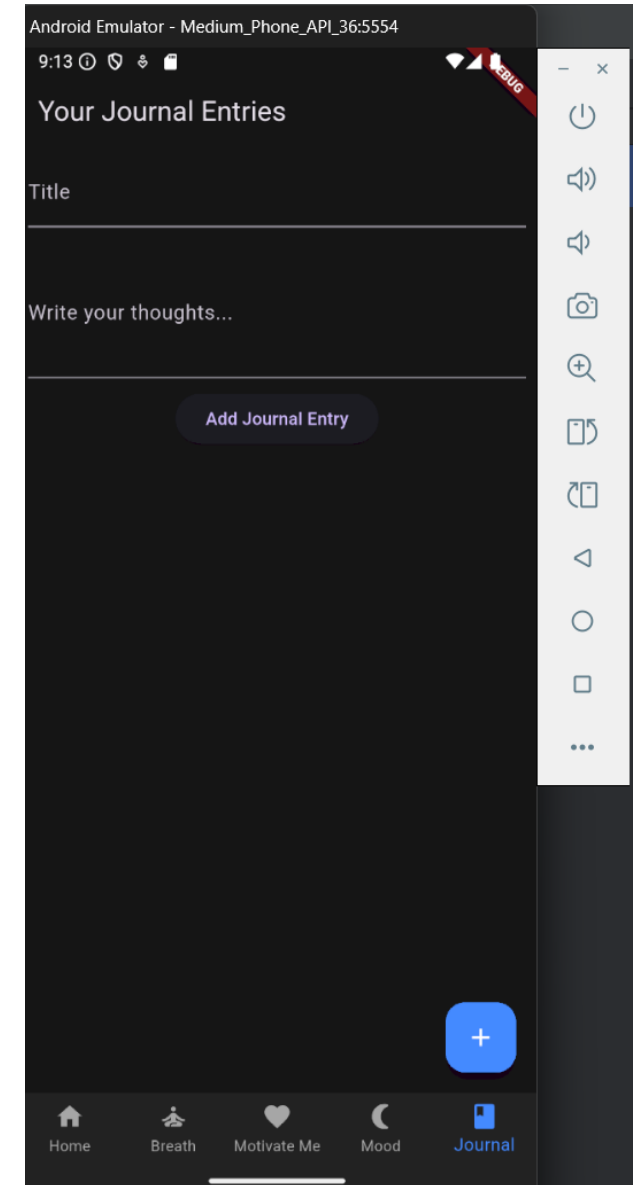 Android Emulator - Medium_Phone_API_36:5554
9:13
DEBUG
Your Journal Entries
Title
Write your thoughts...
Add Journal Entry
+
Home Breath Motivate Me Mood Journal